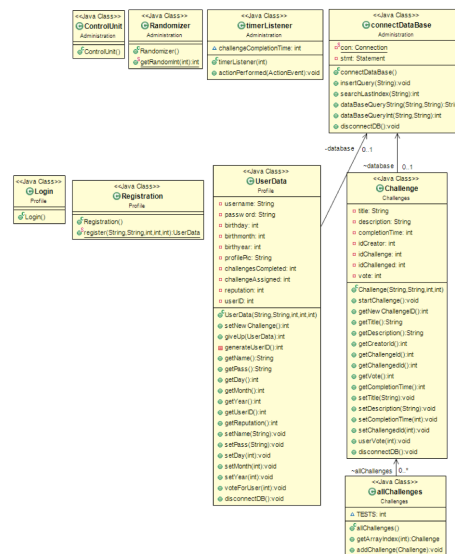 <<Java Class>>
ControlUnit
Administration
ControlUnit()
<<Java Class>>
Randomizer
Administration
Randomizer()
getRandomInt(int):int
<<Java Class>>
timerListener
Administration
challengeCompletionTime: int
timerListener(int)
actionPerformed(ActionEvent):void
<<Java Class>>
connectDataBase
Administration
con: Connection
stmt: Statement
connectDataBase()
insertQuery(String):void
searchLastIndex(String):int
dataBaseQueryString(String,String):Stri
dataBaseQueryInt(String,String):int
disconnectDB():void
~database 0..1
~database 0..1
<<Java Class>>
Login
Profile
Login()
<<Java Class>>
Registration
Profile
Registration()
register(String,String,int,int,int):UserData
<<Java Class>>
UserData
Profile
username: String
password: String
birthday: int
birthmonth: int
birthyear: int
profilePic: String
challengesCompleted: int
challengeAssigned: int
reputation: int
userID: int
UserData(String,String,int,int,int)
setNewChallenge():int
giveUp(UserData):int
generateUserID():int
getName():String
getPass():String
getDay():int
getMonth():int
getYear():int
getUserID():int
getReputation():int
setName(String):void
setPass(String):void
setDay(int):void
setMonth(int):void
setYear(int):void
voteForUser(int):void
disconnectDB():void
<<Java Class>>
Challenge
Challenges
title: String
description: String
completionTime: int
idCreator: int
idChallenge: int
idChallenged: int
vote: int
Challenge(String,String,int,int)
startChallenge():void
getNewChallengeID():int
getTitle():String
getDescription():String
getCreatorId():int
getChallengeId():int
getChallengedId():int
getVote():int
getCompletionTime():int
setTitle(String):void
setDescription(String):void
setCompletionTime(int):void
setChallengedId(int):void
userVote(int):void
disconnectDB():void
~allChallenges 0..*
<<Java Class>>
allChallenges
Challenges
TESTS: int
allChallenges()
getArrayIndex(int):Challenge
addChallenge(Challenge):void